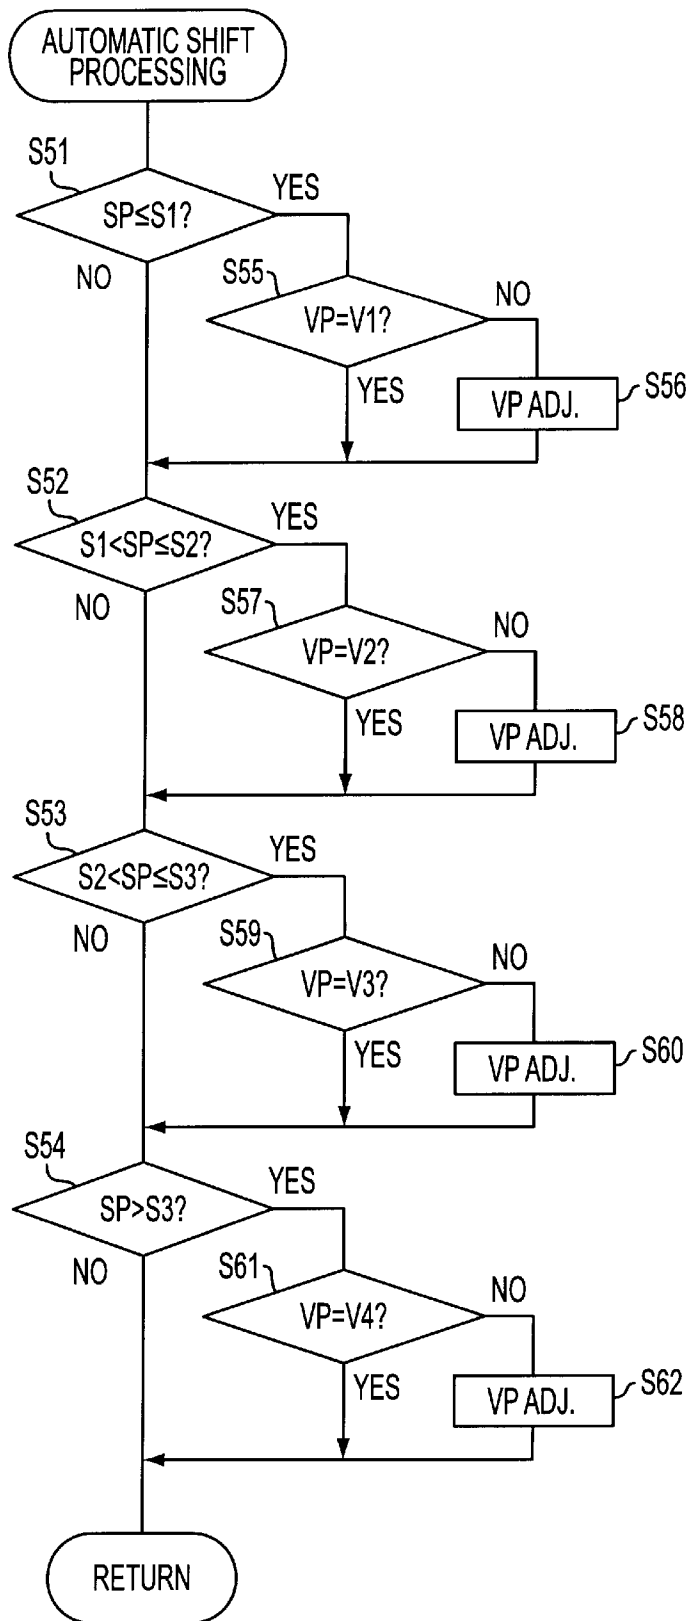 AUTOMATIC SHIFT
PROCESSING
S51
SP≤S1?
YES
NO
S55
VP=V1?
NO
YES
VP ADJ.
S56
S52
S1<SP≤S2?
YES
NO
S57
VP=V2?
NO
YES
VP ADJ.
S58
S53
S2<SP≤S3?
YES
NO
S59
VP=V3?
NO
YES
VP ADJ.
S60
S54
SP>S3?
YES
NO
S61
VP=V4?
NO
YES
VP ADJ.
S62
RETURN